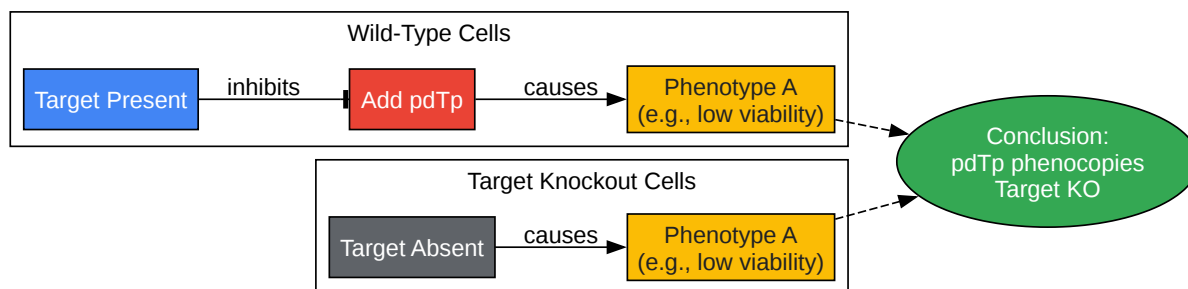 Wild-Type Cells
Target Present
inhibits
Add pdTp
causes
Phenotype A
(e.g., low viability)
Target Knockout Cells
Target Absent
causes
Phenotype A
(e.g., low viability)
Conclusion:
pdTp phenocopies
Target KO